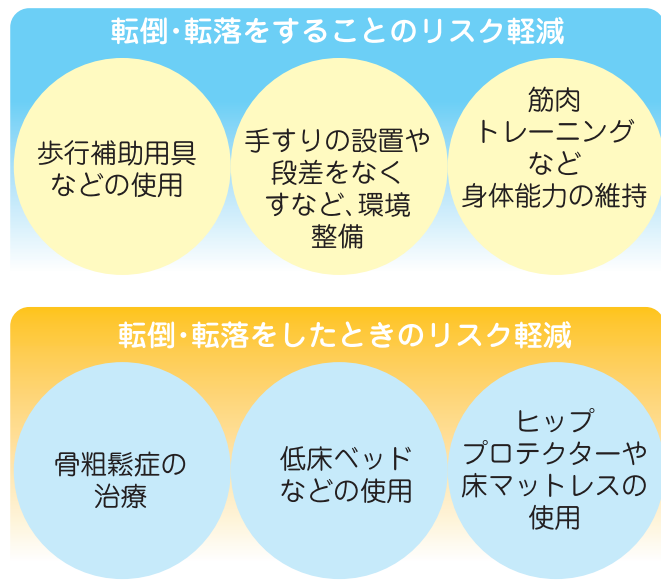 転倒･転落をすることのリスク軽減
歩行補助用具
などの使用
手すりの設置や
段差をなく
すなど､環境
整備
筋肉
トレーニング
など
身体能力の維持
転倒･転落をしたときのリスク軽減
骨粗鬆症の
治療
低床ベッド
などの使用
ヒップ
プロテクターや
床マットレスの
使用